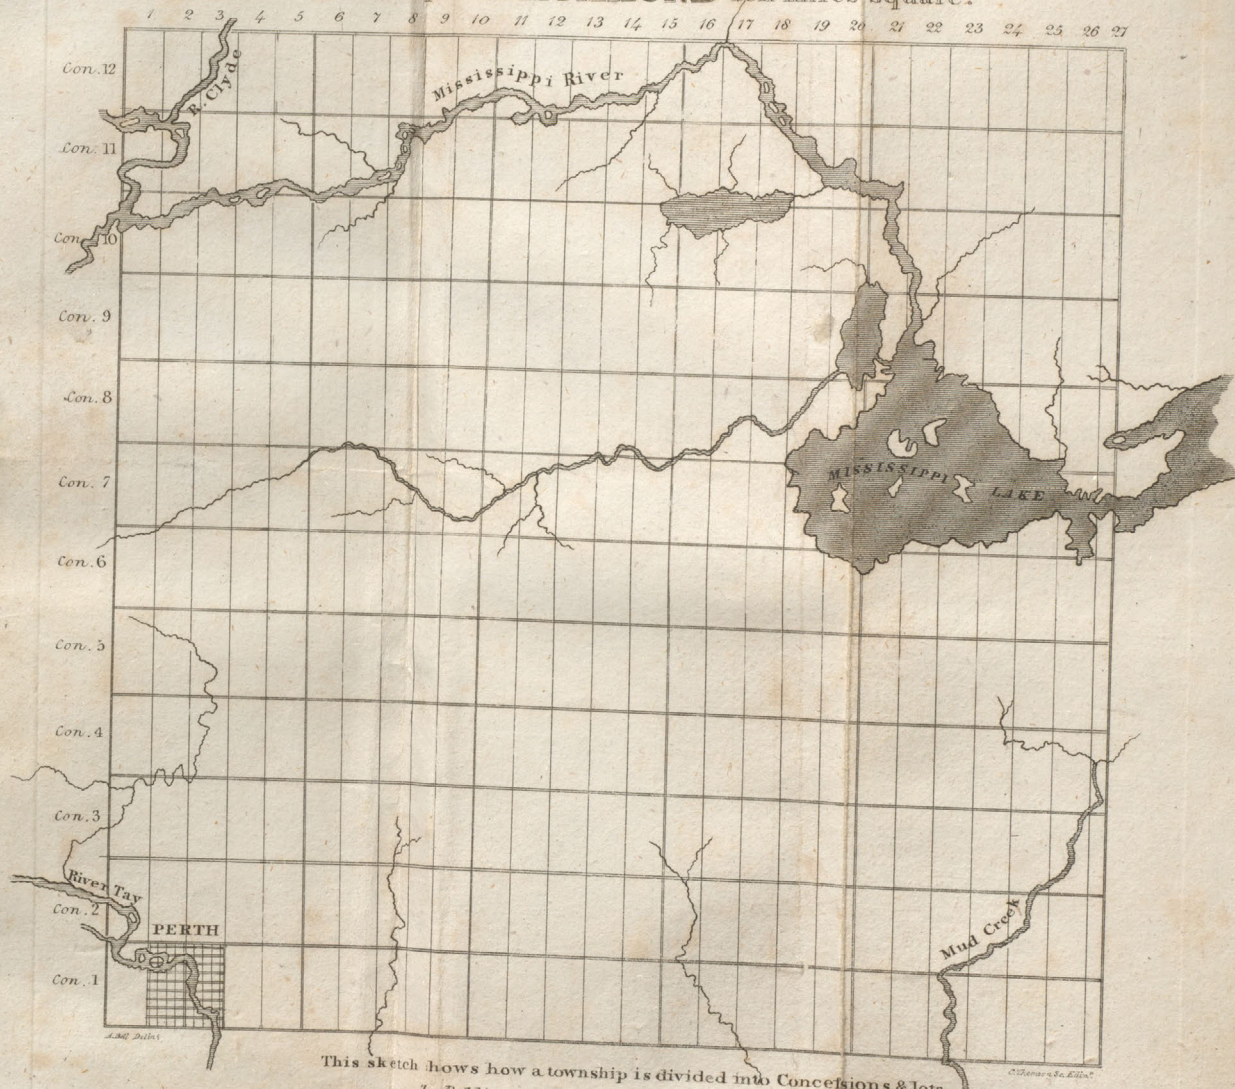 miles square.
1 2 3 4 5 6 7 8 9 10 11 12 13 14 15 16 17 18 19 20 21 22 23 24 25 26 27
Con. 12
R. Clyde
Mississippi River
Con. 11
Con. 10
Con. 9
Con. 8
Con. 7
MISSISSIPPI LAKE
Con. 6
Con. 5
Con. 4
Con. 3
River Tay
Con. 2
PERTH
Mud Creek
Con. 1
This sketch hows how a township is divided into Concessions & lots